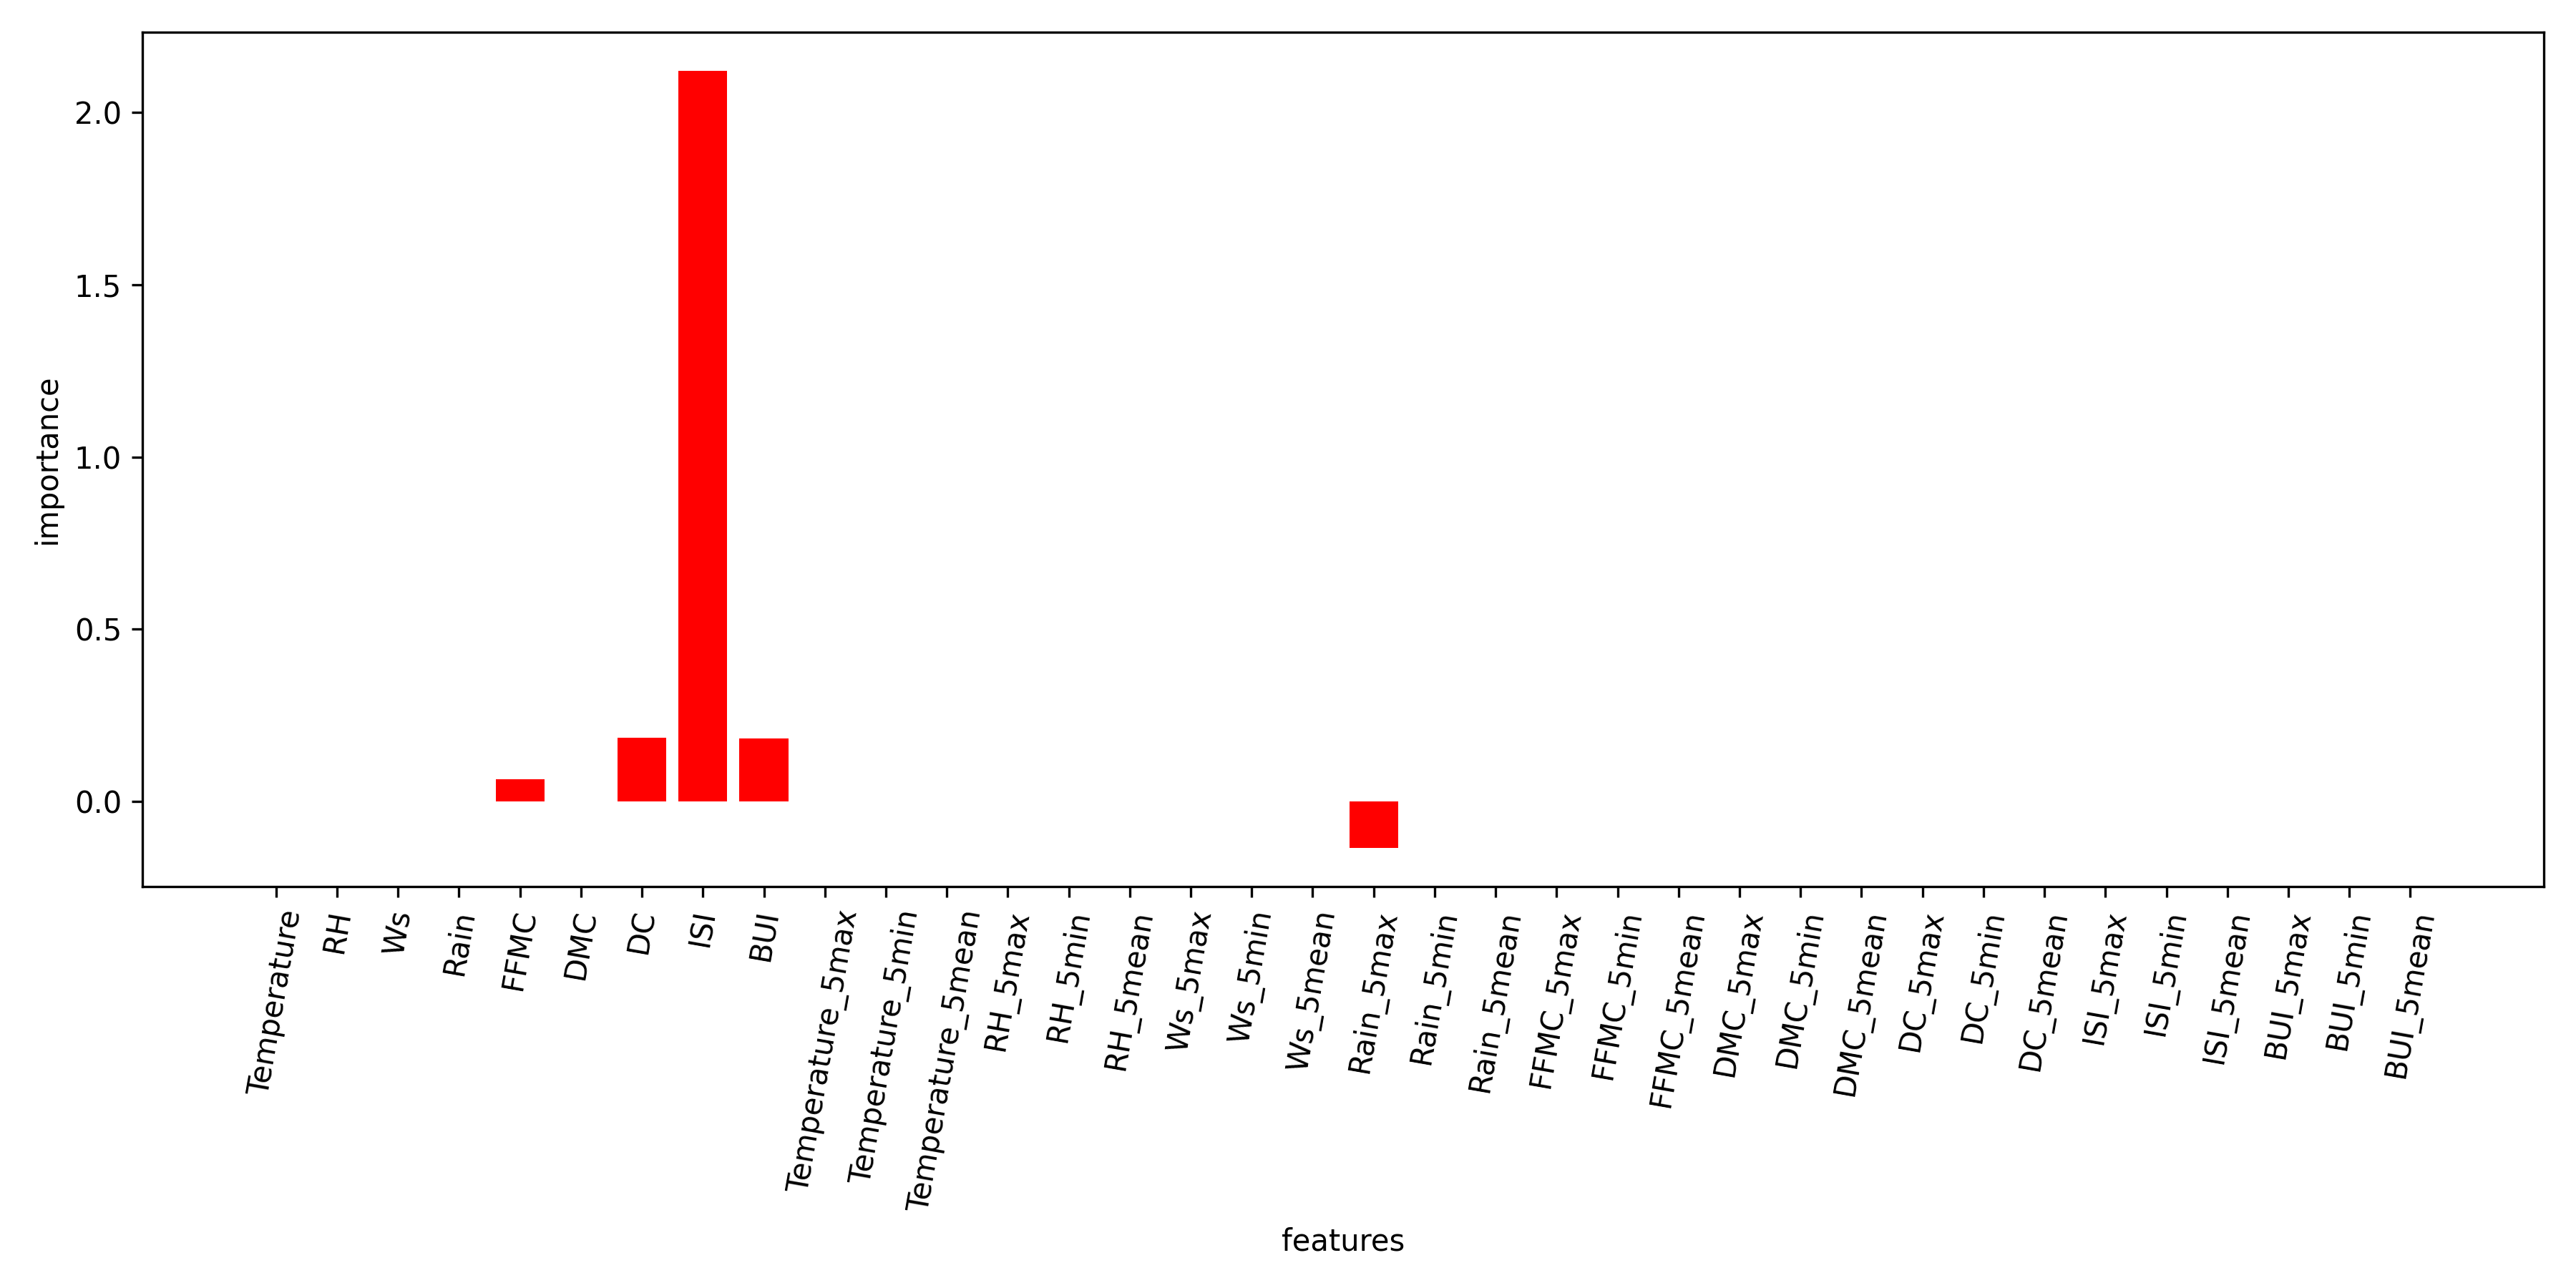 importance
2.0
1.5
1.0
0.5
0.0
Temperature
RH
Ws
Rain
FFMC
DMC
DC
ISI
BUI
Temperature_5max
Temperature_5min
Temperature_5mean
RH_5max
RH_5min
RH_5mean
Ws_5max
Ws_5min
Ws_5mean
Rain_5max
Rain_5min
Rain_5mean
FFMC_5max
FFMC_5min
FFMC_5mean
DMC_5max
DMC_5min
DMC_5mean
DC_5max
DC_5min
DC_5mean
ISI_5max
ISI_5min
ISI_5mean
BUI_5max
BUI_5min
BUI_5mean
features